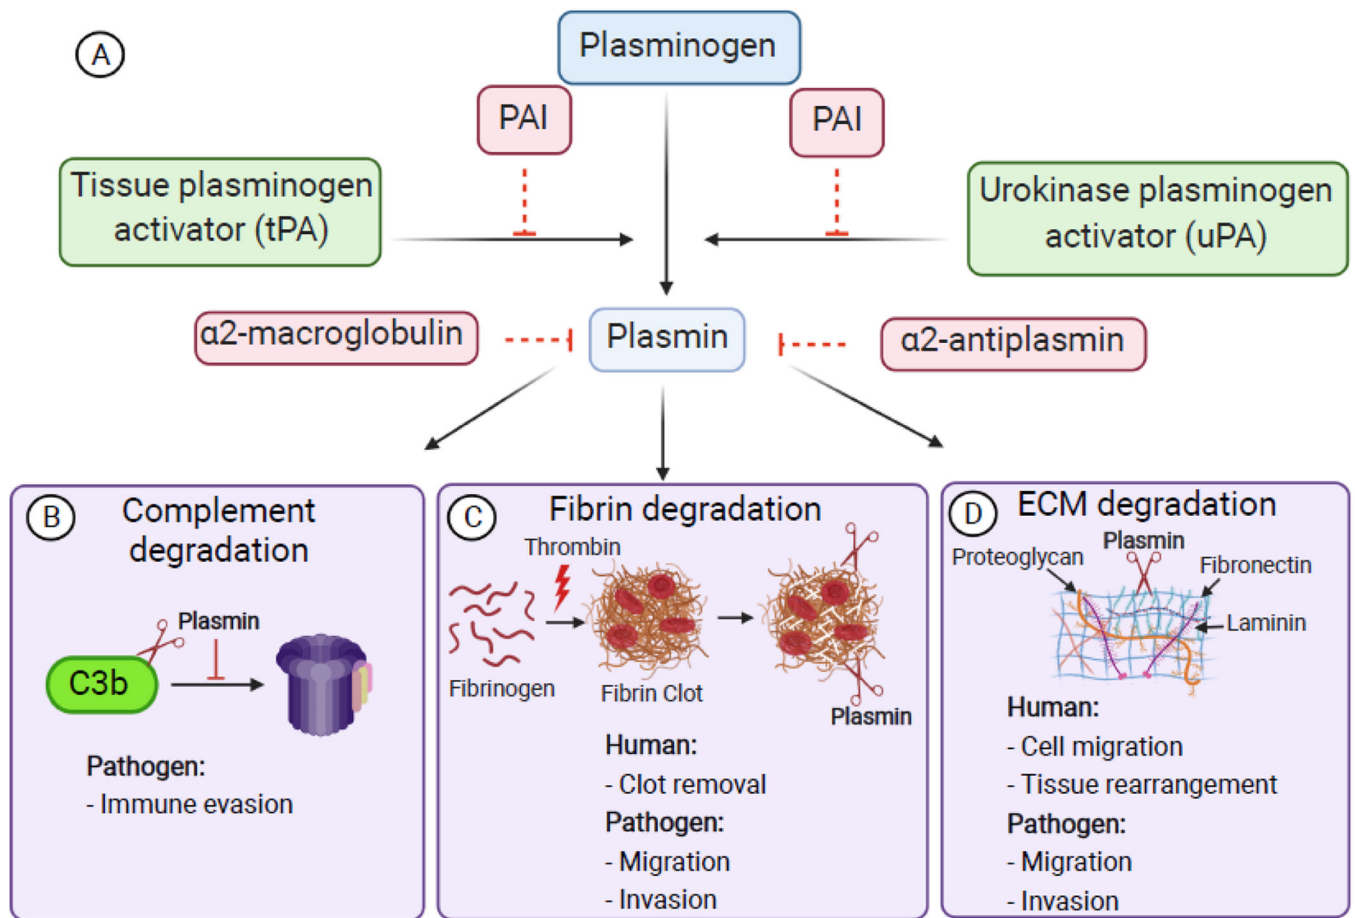 A
Plasminogen
PAI
PAI
Tissue plasminogen
activator (tPA)
Urokinase plasminogen
activator (uPA)
α2-macroglobulin
Plasmin
α2-antiplasmin
B
Complement
degradation
Plasmin
C3b
Pathogen:
- Immune evasion
C
Fibrin degradation
Thrombin
Fibrinogen
Fibrin Clot
Plasmin
Human:
- Clot removal
Pathogen:
- Migration
- Invasion
D
ECM degradation
Plasmin
Proteoglycan
Fibronectin
Laminin
Human:
- Cell migration
- Tissue rearrangement
Pathogen:
- Migration
- Invasion